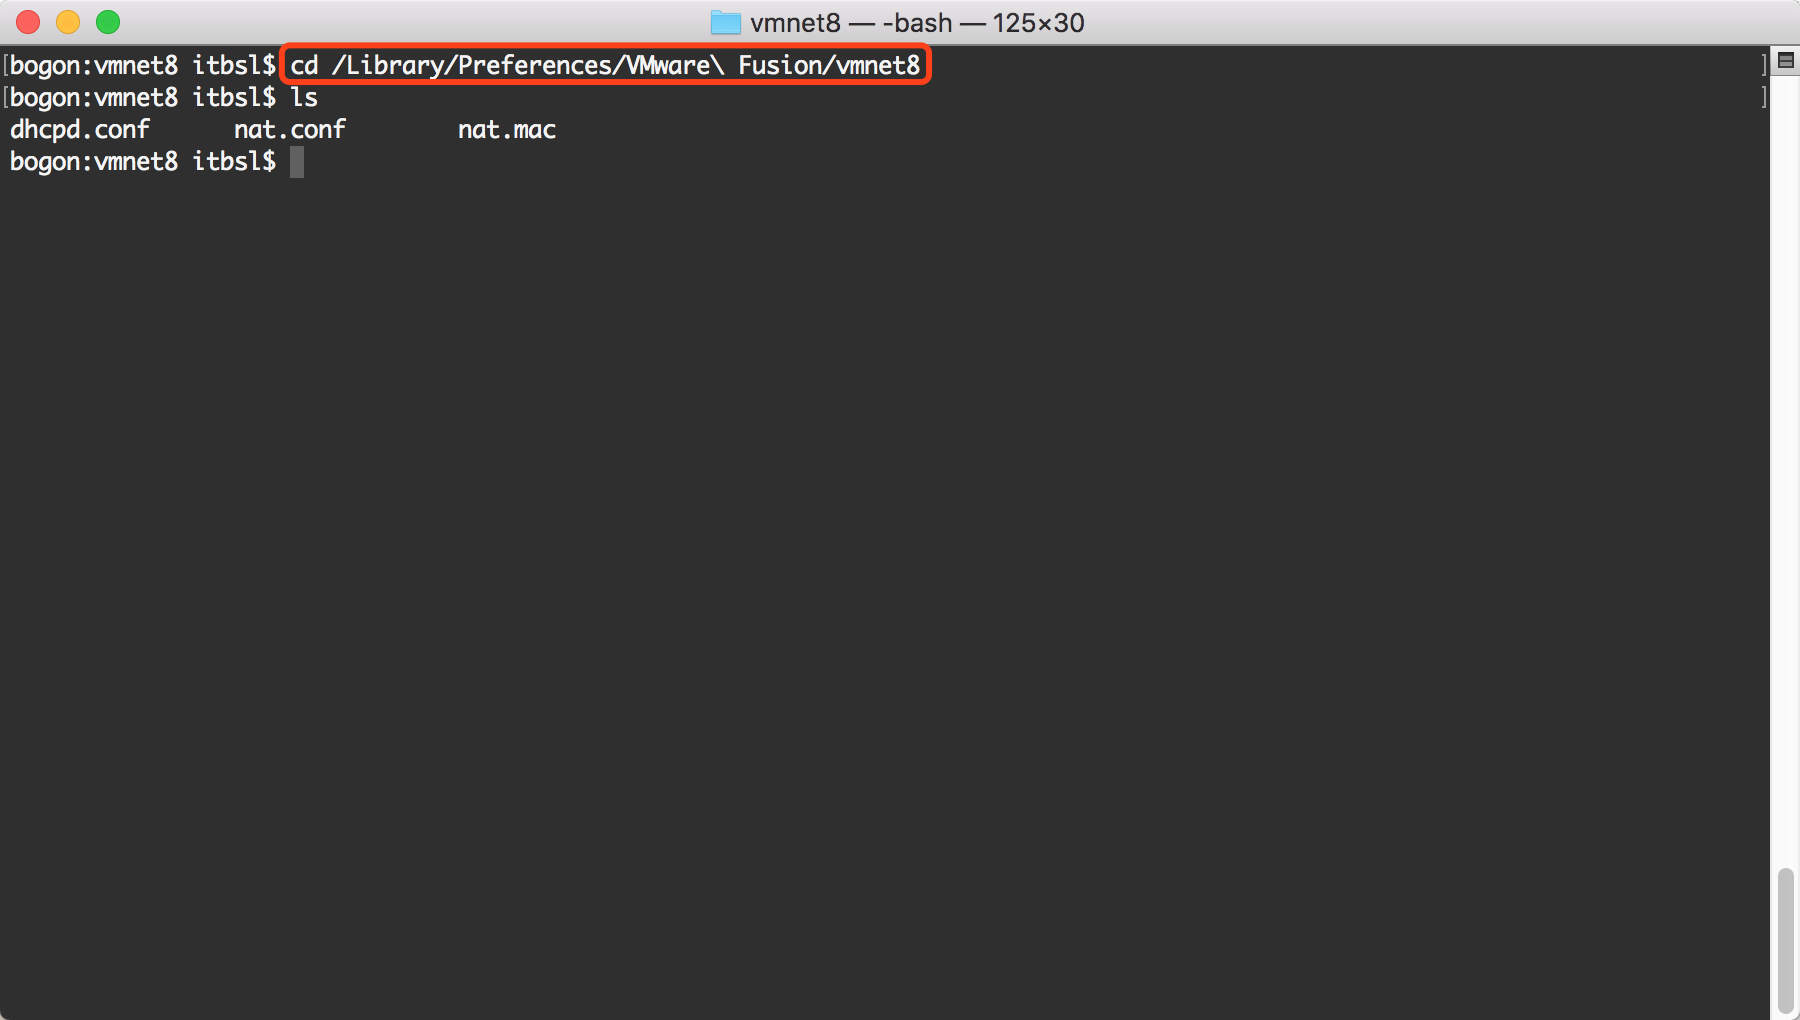 vmnet8 — -bash — 125×30
[bogon:vmnet8 itbsl$ cd /Library/Preferences/VMware\ Fusion/vmnet8 ]
[bogon:vmnet8 itbsl$ ls ]
dhcpd.conf nat.conf nat.mac
bogon:vmnet8 itbsl$